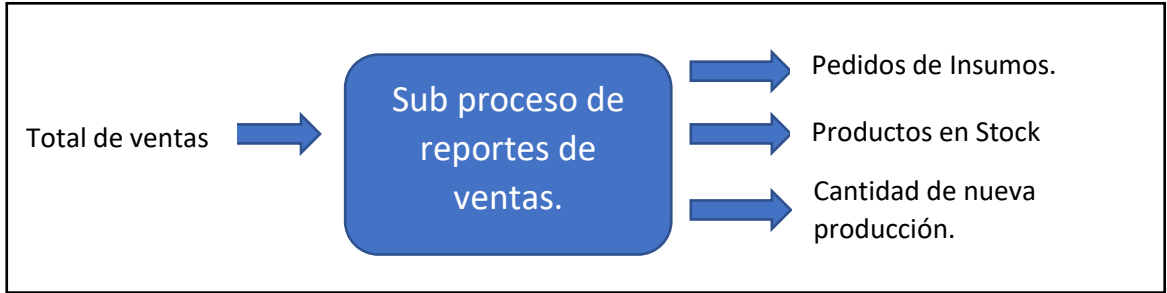 Total de ventas
Sub proceso de
reportes de
ventas.
Pedidos de Insumos.
Productos en Stock
Cantidad de nueva
producción.